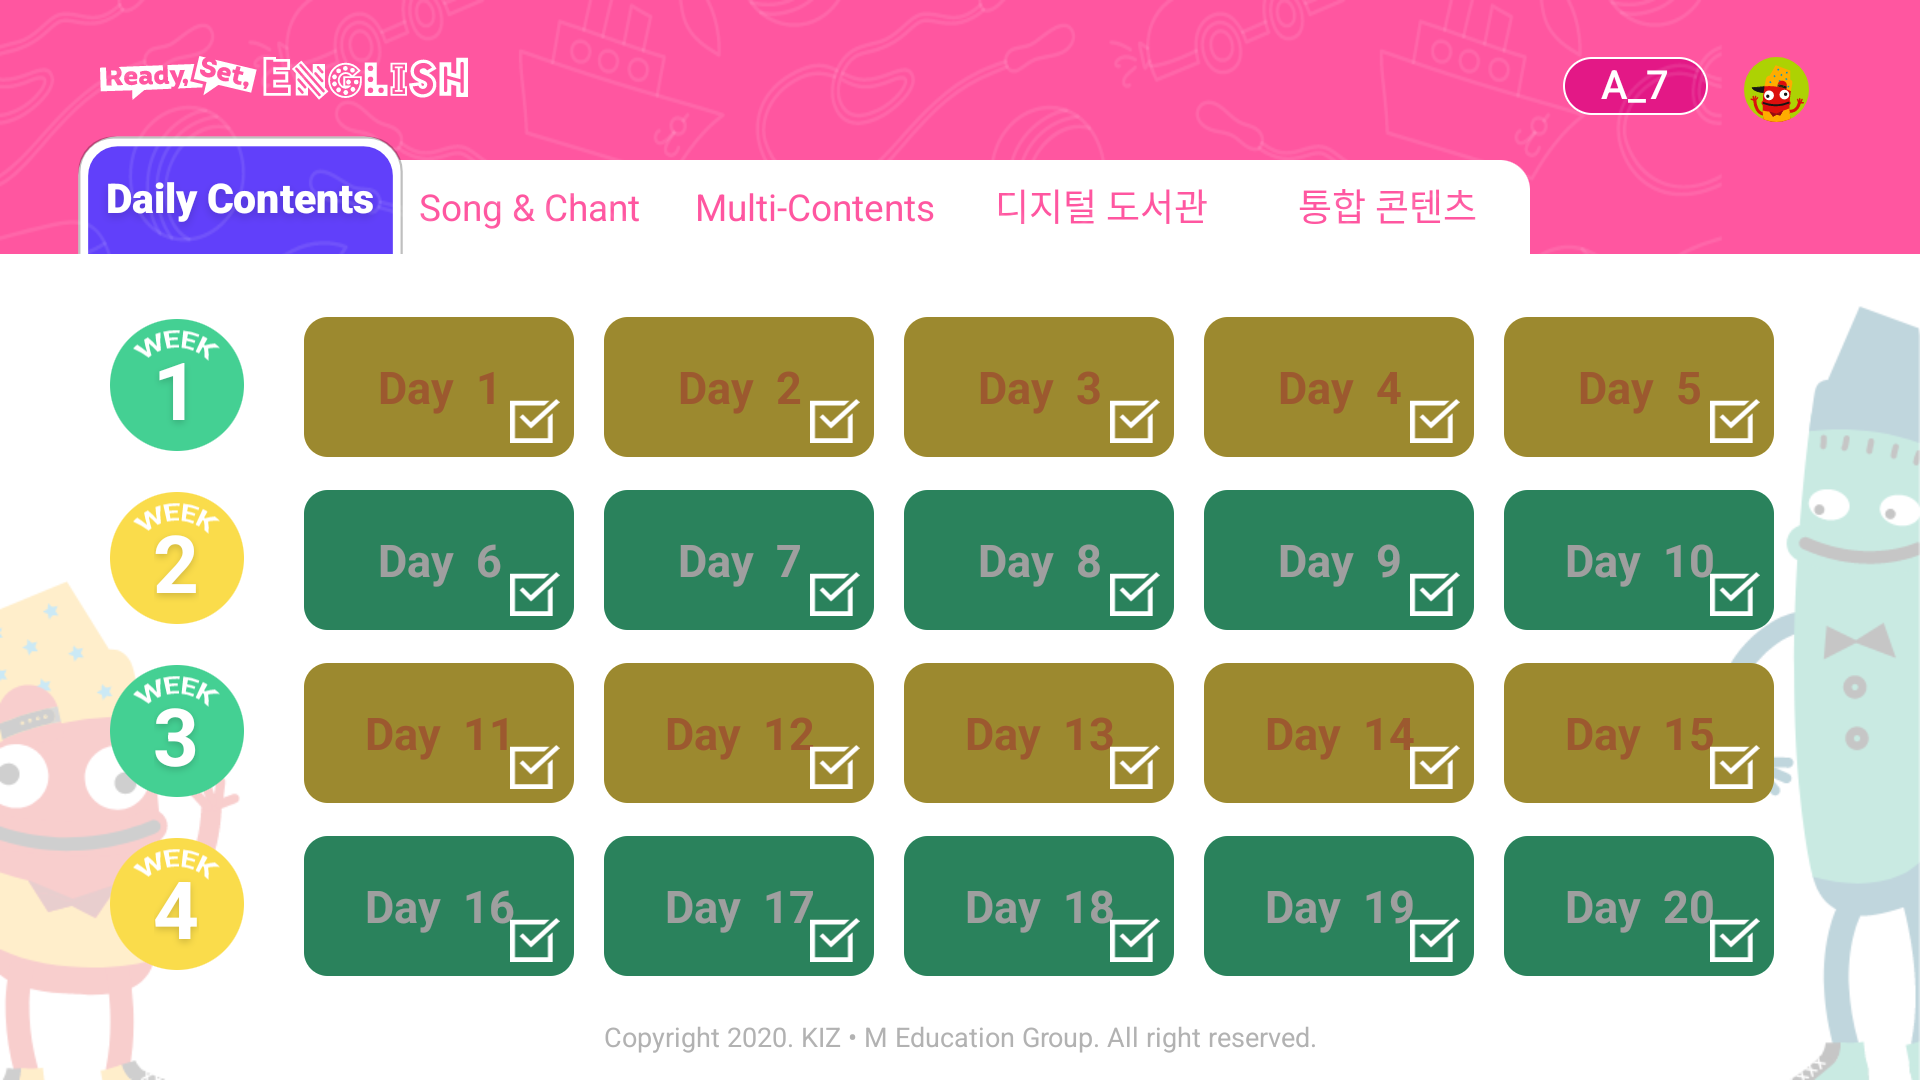 Ready, Set, ENGLISH
A_7
Daily Contents
Song & Chant
Multi-Contents
디지털 도서관
통합 콘텐츠
WEEK
1
Day 1
Day 2
Day 3
Day 4
Day 5
WEEK
2
Day 6
Day 7
Day 8
Day 9
Day 10
WEEK
3
Day 11
Day 12
Day 13
Day 14
Day 15
WEEK
4
Day 16
Day 17
Day 18
Day 19
Day 20
Copyright 2020. KIZ • M Education Group. All right reserved.